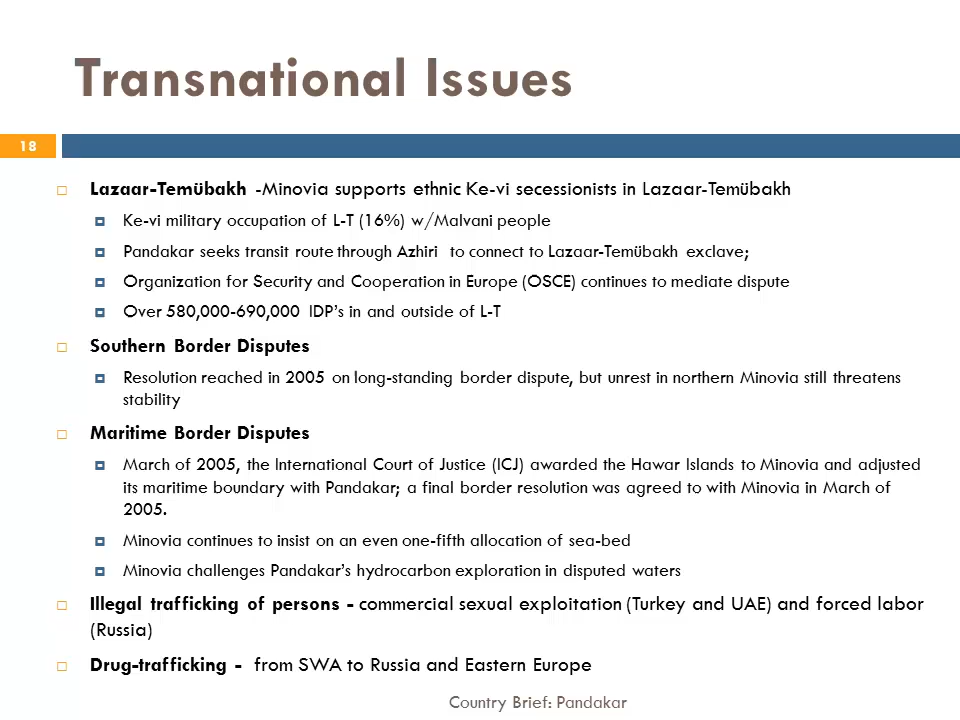 Transnational Issues
18
Lazaar-Temübakh -Minovia supports ethnic Ke-vi secessionists in Lazaar-Temübakh
Ke-vi military occupation of L-T (16%) w/Malvani people
Pandakar seeks transit route through Azhiri to connect to Lazaar-Temübakh exclave;
Organization for Security and Cooperation in Europe (OSCE) continues to mediate dispute
Over 580,000-690,000 IDP's in and outside of L-T
Southern Border Disputes
Resolution reached in 2005 on long-standing border dispute, but unrest in northern Minovia still threatens
stability
Maritime Border Disputes
March of 2005, the International Court of Justice (ICJ) awarded the Hawar Islands to Minovia and adjusted
its maritime boundary with Pandakar; a final border resolution was agreed to with Minovia in March of
2005.
Minovia continues to insist on an even one-fifth allocation of sea-bed
Minovia challenges Pandakar's hydrocarbon exploration in disputed waters
Illegal trafficking of persons - commercial sexual exploitation (Turkey and UAE) and forced labor
(Russia)
Drug-trafficking - from SWA to Russia and Eastern Europe
Country Brief: Pandakar